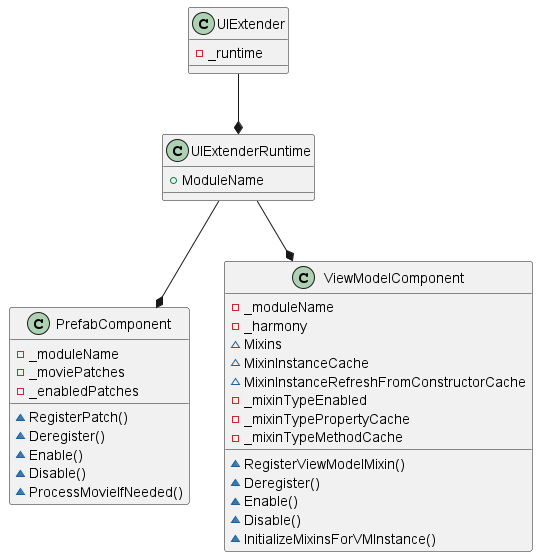 C UIExtender
_runtime
C UIExtenderRuntime
ModuleName
C PrefabComponent
_moduleName
_moviePatches
_enabledPatches
RegisterPatch()
Deregister()
Enable()
Disable()
ProcessMovieIfNeeded()
C ViewModelComponent
_moduleName
_harmony
Mixins
MixinInstanceCache
MixinInstanceRefreshFromConstructorCache
_mixinTypeEnabled
_mixinTypePropertyCache
_mixinTypeMethodCache
RegisterViewModelMixin()
Deregister()
Enable()
Disable()
InitializeMixinsForVMInstance()